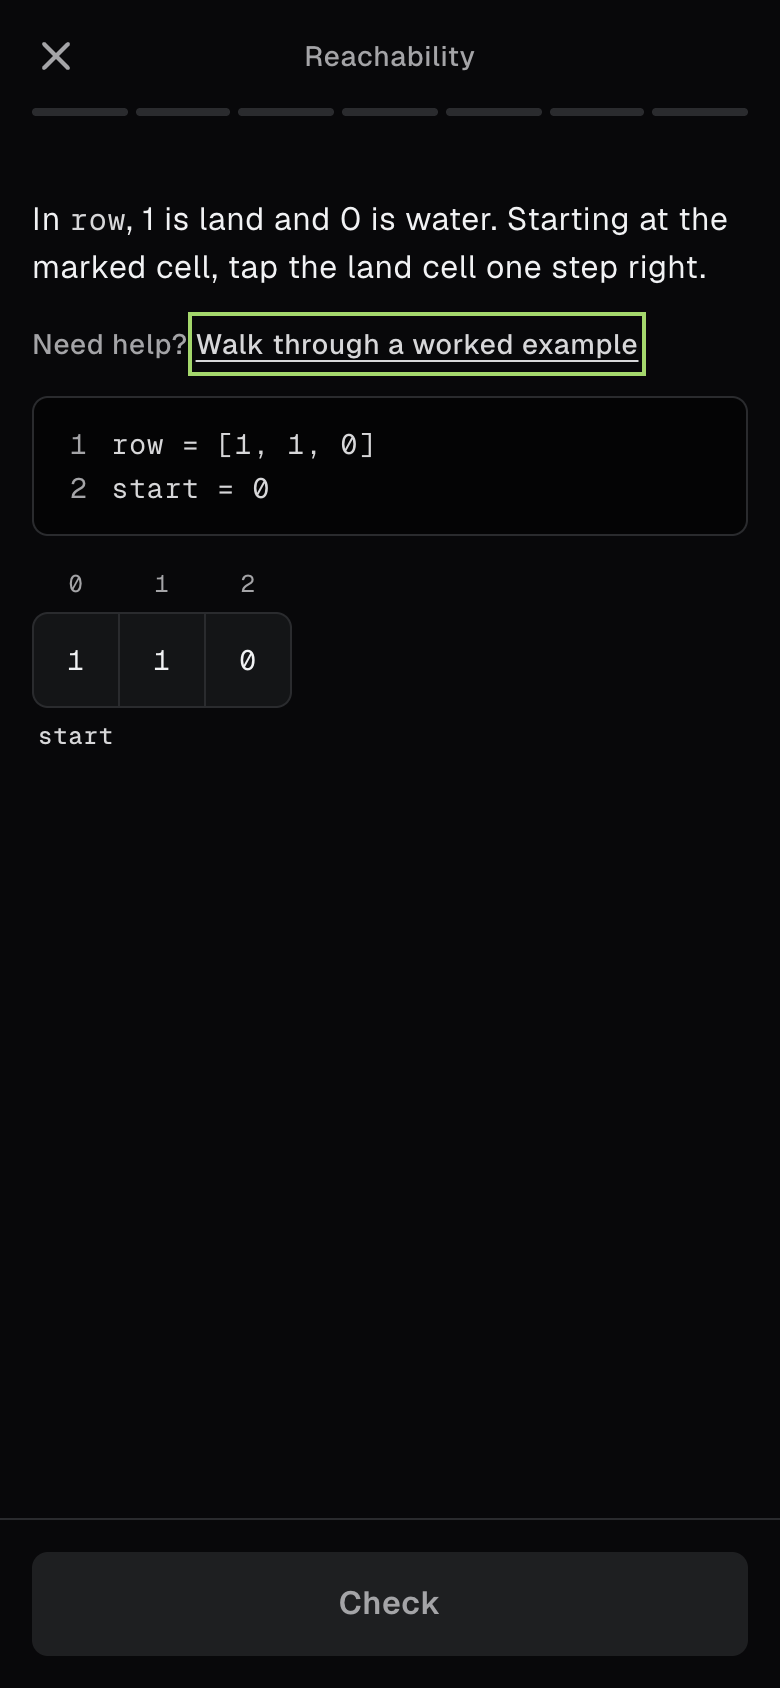 Reachability
In row, 1 is land and 0 is water. Starting at the
marked cell, tap the land cell one step right.
Need help? Walk through a worked example
1 row = [1, 1, 0]
2 start = 0
0 1 2
1 1 0
start
Check